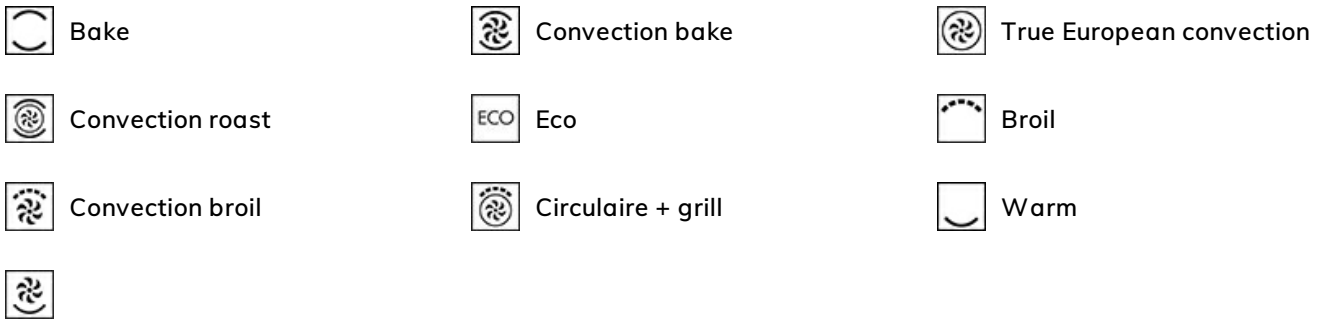 Bake
Convection bake
True European convection
Convection roast
ECO
Eco
Broil
Convection broil
Circulaire + grill
Warm